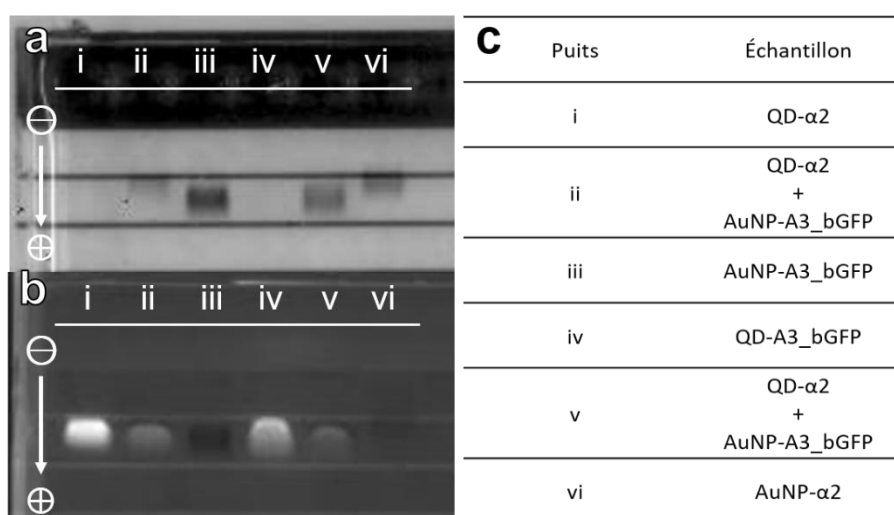 a
i ii iii iv v vi
b
i ii iii iv v vi
c
Puits Échantillon
i QD-α2
ii QD-α2
+
AuNP-A3_bGFP
iii AuNP-A3_bGFP
iv QD-A3_bGFP
v QD-α2
+
AuNP-A3_bGFP
vi AuNP-α2